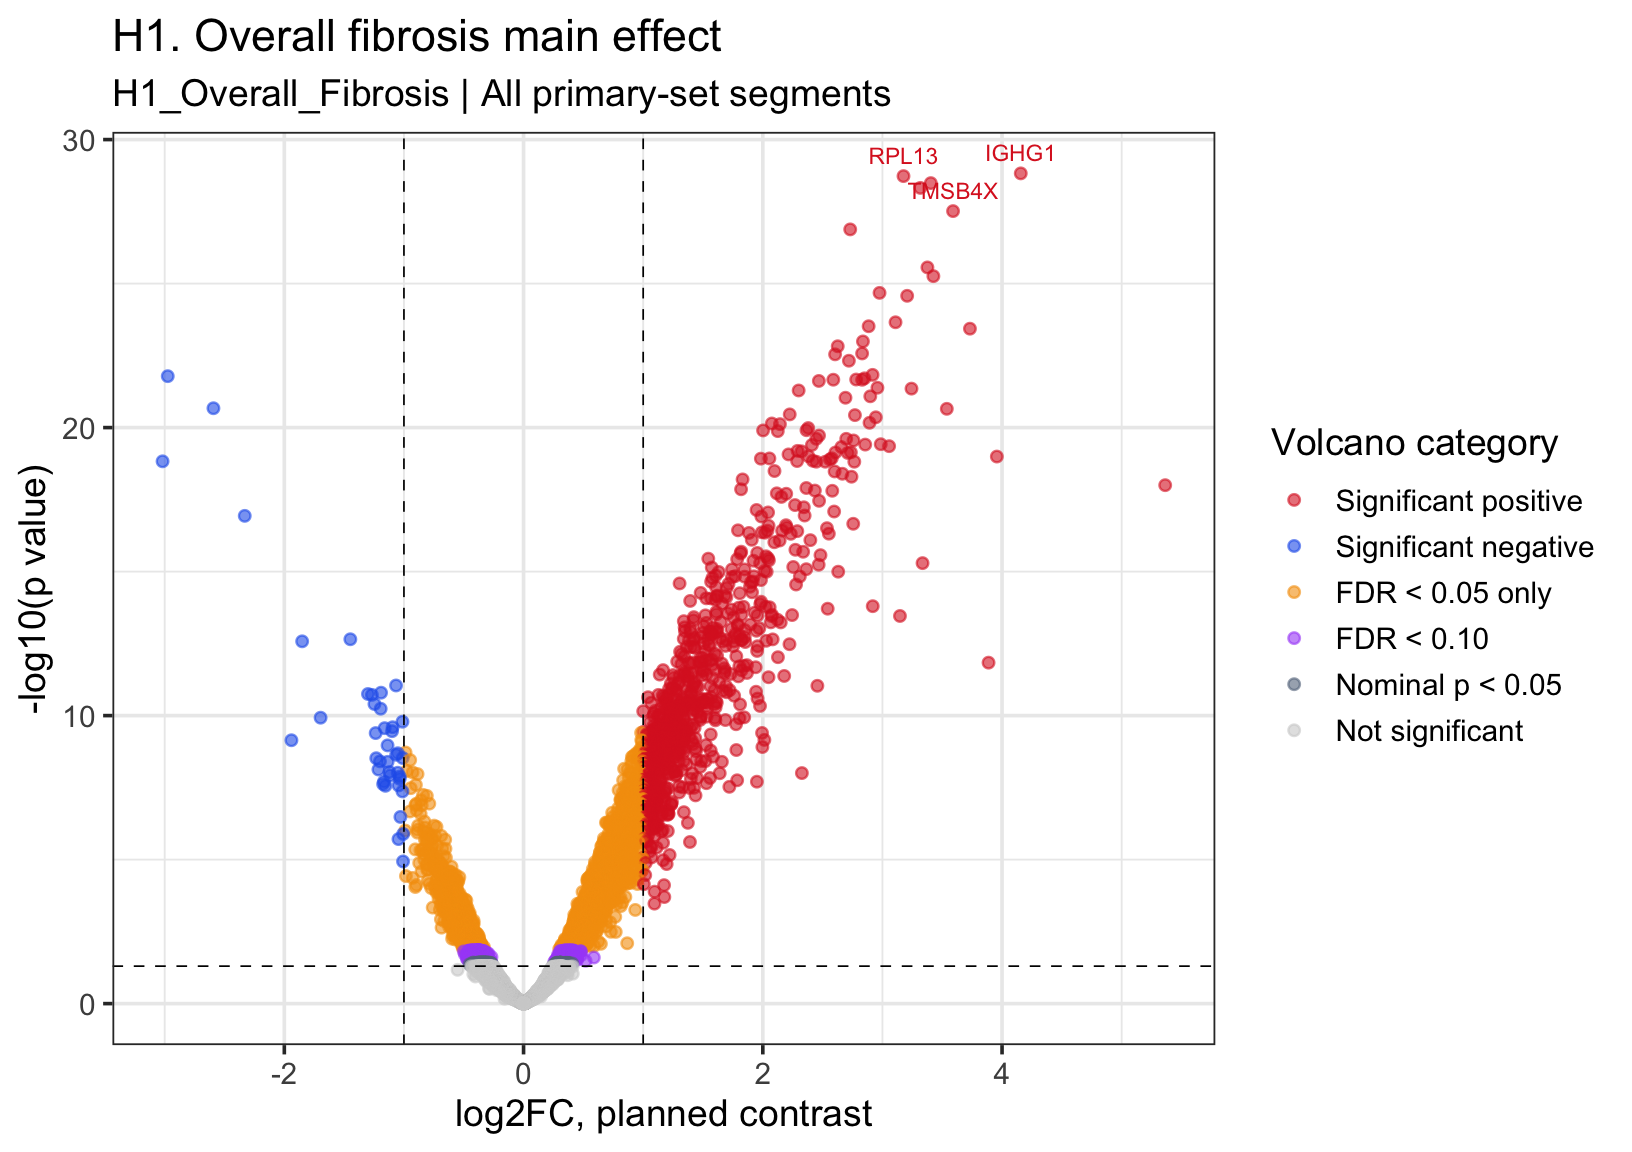 H1. Overall fibrosis main effect
H1_Overall_Fibrosis | All primary-set segments
30
20
10
0
-log10(p value)
RPL13
IGHG1
TMSB4X
-2
0
2
4
log2FC, planned contrast
Volcano category
Significant positive
Significant negative
FDR < 0.05 only
FDR < 0.10
Nominal p < 0.05
Not significant